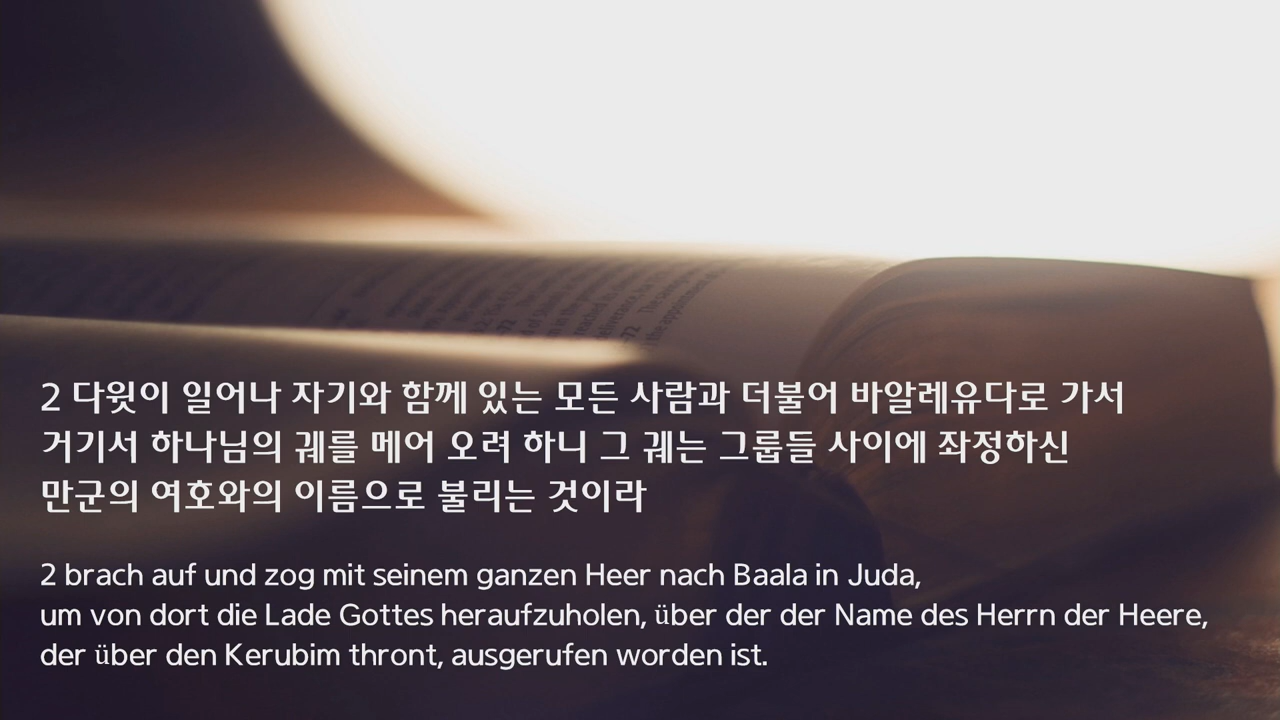 2 다윗이 일어나 자기와 함께 있는 모든 사람과 더불어 바알레유다로 가서
거기서 하나님의 궤를 메어 오려 하니 그 궤는 그룹들 사이에 좌정하신
만군의 여호와의 이름으로 불리는 것이라
2 brach auf und zog mit seinem ganzen Heer nach Baala in Juda,
um von dort die Lade Gottes heraufzuholen, über der der Name des Herrn der Heere,
der über den Kerubim thront, ausgerufen worden ist.